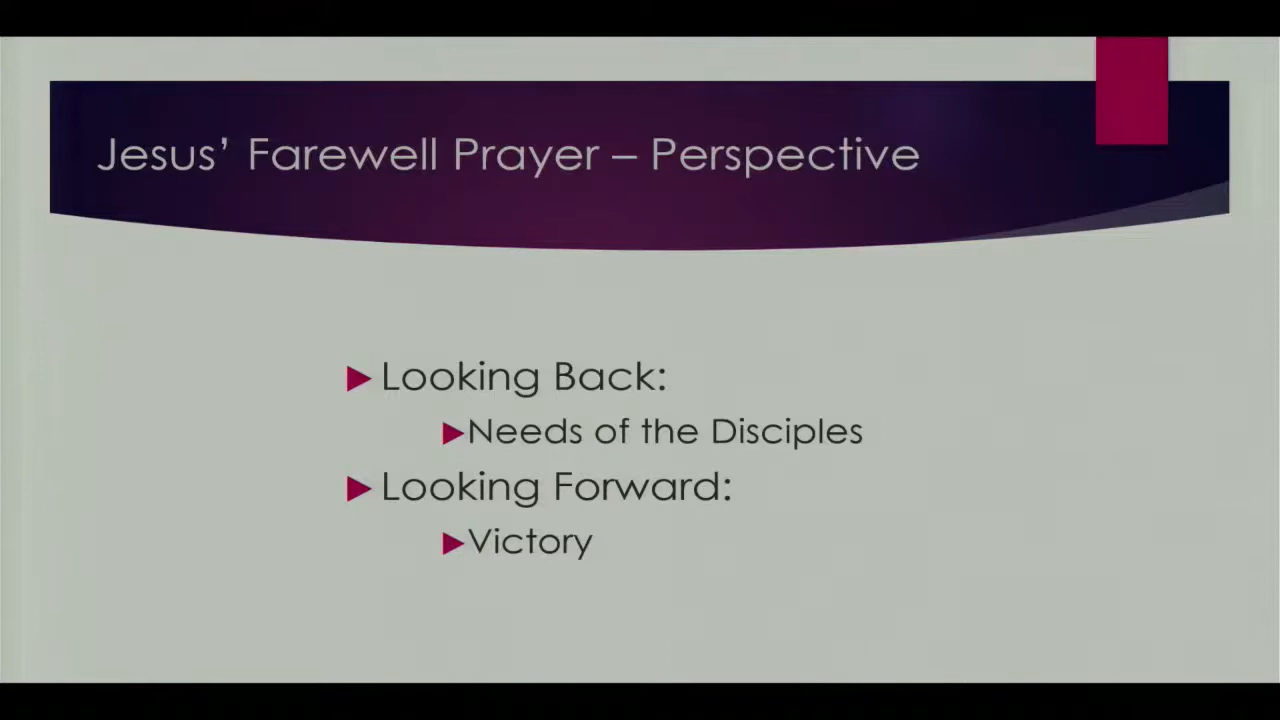 Jesus’ Farewell Prayer – Perspective
Looking Back:
Needs of the Disciples
Looking Forward:
Victory